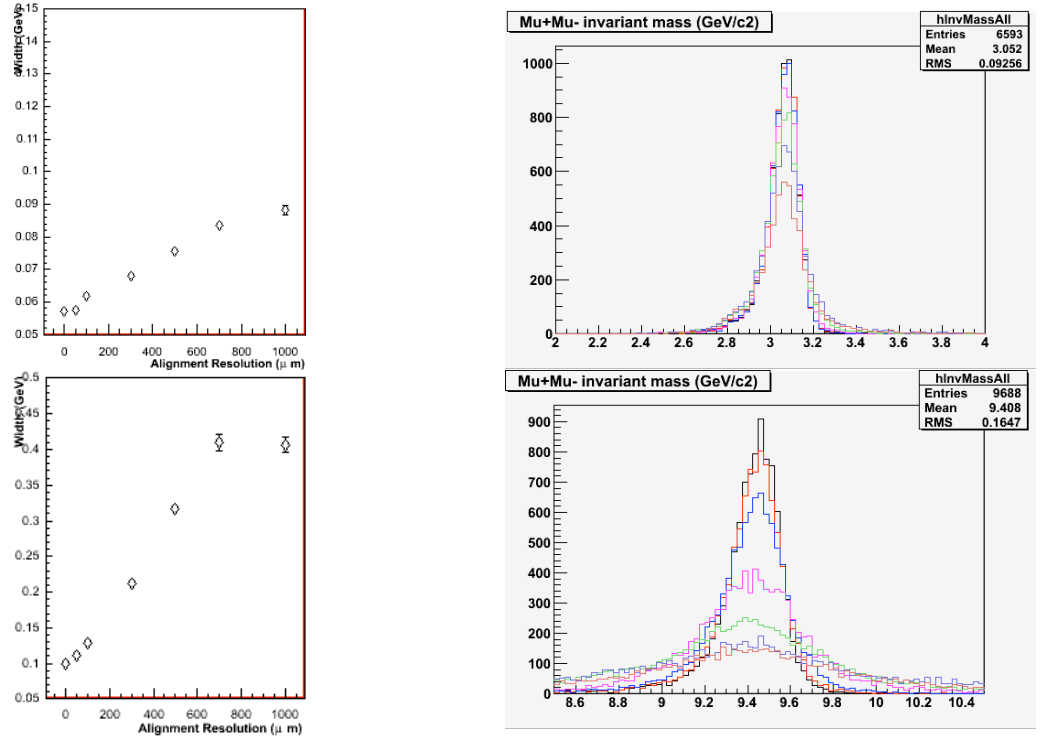 0.15
0.14
0.13
0.12
0.11
0.1
0.09
0.08
0.07
0.06
0.05
Width (GeV)
0 200 400 600 800 1000
Alignment Resolution (μ m)
Mu+Mu- invariant mass (GeV/c2)
hInvMassAll
Entries 6593
Mean 3.052
RMS 0.09256
1000
800
600
400
200
0
2 2.2 2.4 2.6 2.8 3 3.2 3.4 3.6 3.8 4
0.5
0.45
0.4
0.35
0.3
0.25
0.2
0.15
0.1
0.05
Width (GeV)
0 200 400 600 800 1000
Alignment Resolution (μ m)
Mu+Mu- invariant mass (GeV/c2)
hInvMassAll
Entries 9688
Mean 9.408
RMS 0.1647
900
800
700
600
500
400
300
200
100
0
8.6 8.8 9 9.2 9.4 9.6 9.8 10 10.2 10.4